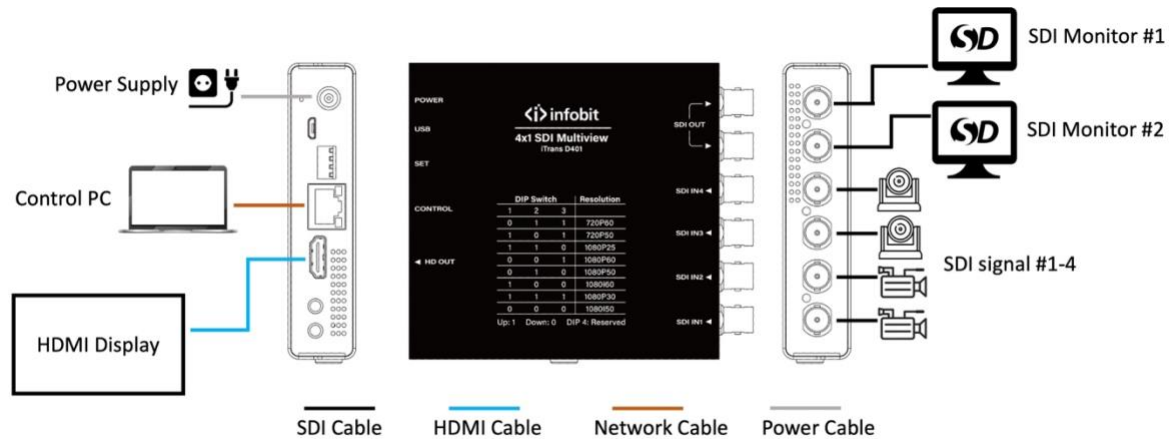 SD
SDI Monitor #1
Power Supply
POWER
infobit
4x1 SDI Multiview
iTrans D401
SDI OUT
SD
SDI Monitor #2
USB
SET
Control PC
CONTROL
SDI IN4
DIP Switch Resolution
1 2 3
0 1 1 720P60
1 0 1 720P50
1 1 0 1080P25
0 0 1 1080P60
0 1 0 1080P50
1 0 0 1080I60
1 1 1 1080P30
0 0 0 1080I50
Up: 1 Down: 0 DIP 4: Reserved
SDI IN3
HD OUT
SDI IN2
SDI IN1
SDI signal #1-4
HDMI Display
SDI Cable
HDMI Cable
Network Cable
Power Cable